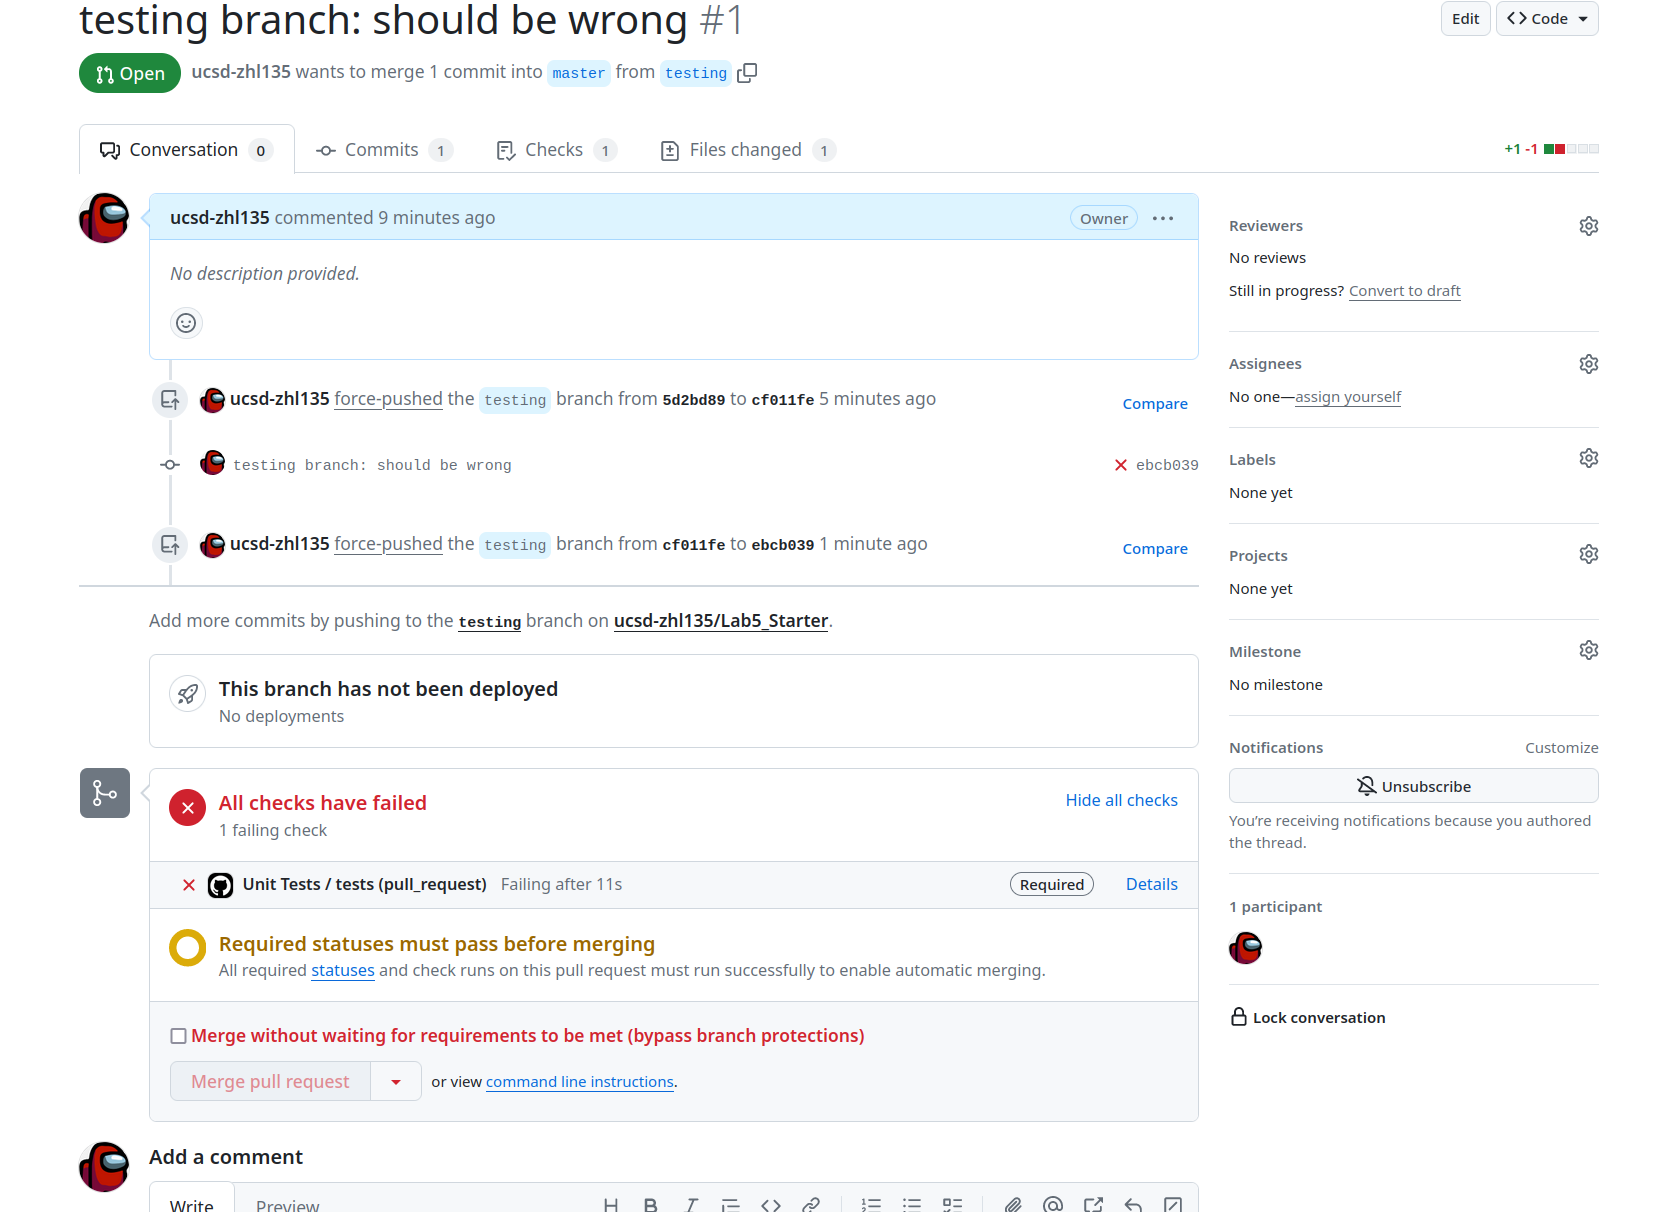 testing branch: should be wrong #1
Edit
Code
Open
ucsd-zhl135 wants to merge 1 commit into master from testing
Conversation 0
Commits 1
Checks 1
Files changed 1
+1 -1
ucsd-zhl135 commented 9 minutes ago
Owner
No description provided.
ucsd-zhl135 force-pushed the testing branch from 5d2bd89 to cf011fe 5 minutes ago
Compare
testing branch: should be wrong
ebcb039
ucsd-zhl135 force-pushed the testing branch from cf011fe to ebcb039 1 minute ago
Compare
Add more commits by pushing to the testing branch on ucsd-zhl135/Lab5_Starter.
This branch has not been deployed
No deployments
All checks have failed
1 failing check
Hide all checks
Unit Tests / tests (pull_request) Failing after 11s
Required
Details
Required statuses must pass before merging
All required statuses and check runs on this pull request must run successfully to enable automatic merging.
Merge without waiting for requirements to be met (bypass branch protections)
Merge pull request
or view command line instructions.
Add a comment
Write
Preview
Reviewers
No reviews
Still in progress? Convert to draft
Assignees
No one—assign yourself
Labels
None yet
Projects
None yet
Milestone
No milestone
Notifications
Customize
Unsubscribe
You’re receiving notifications because you authored
the thread.
1 participant
Lock conversation